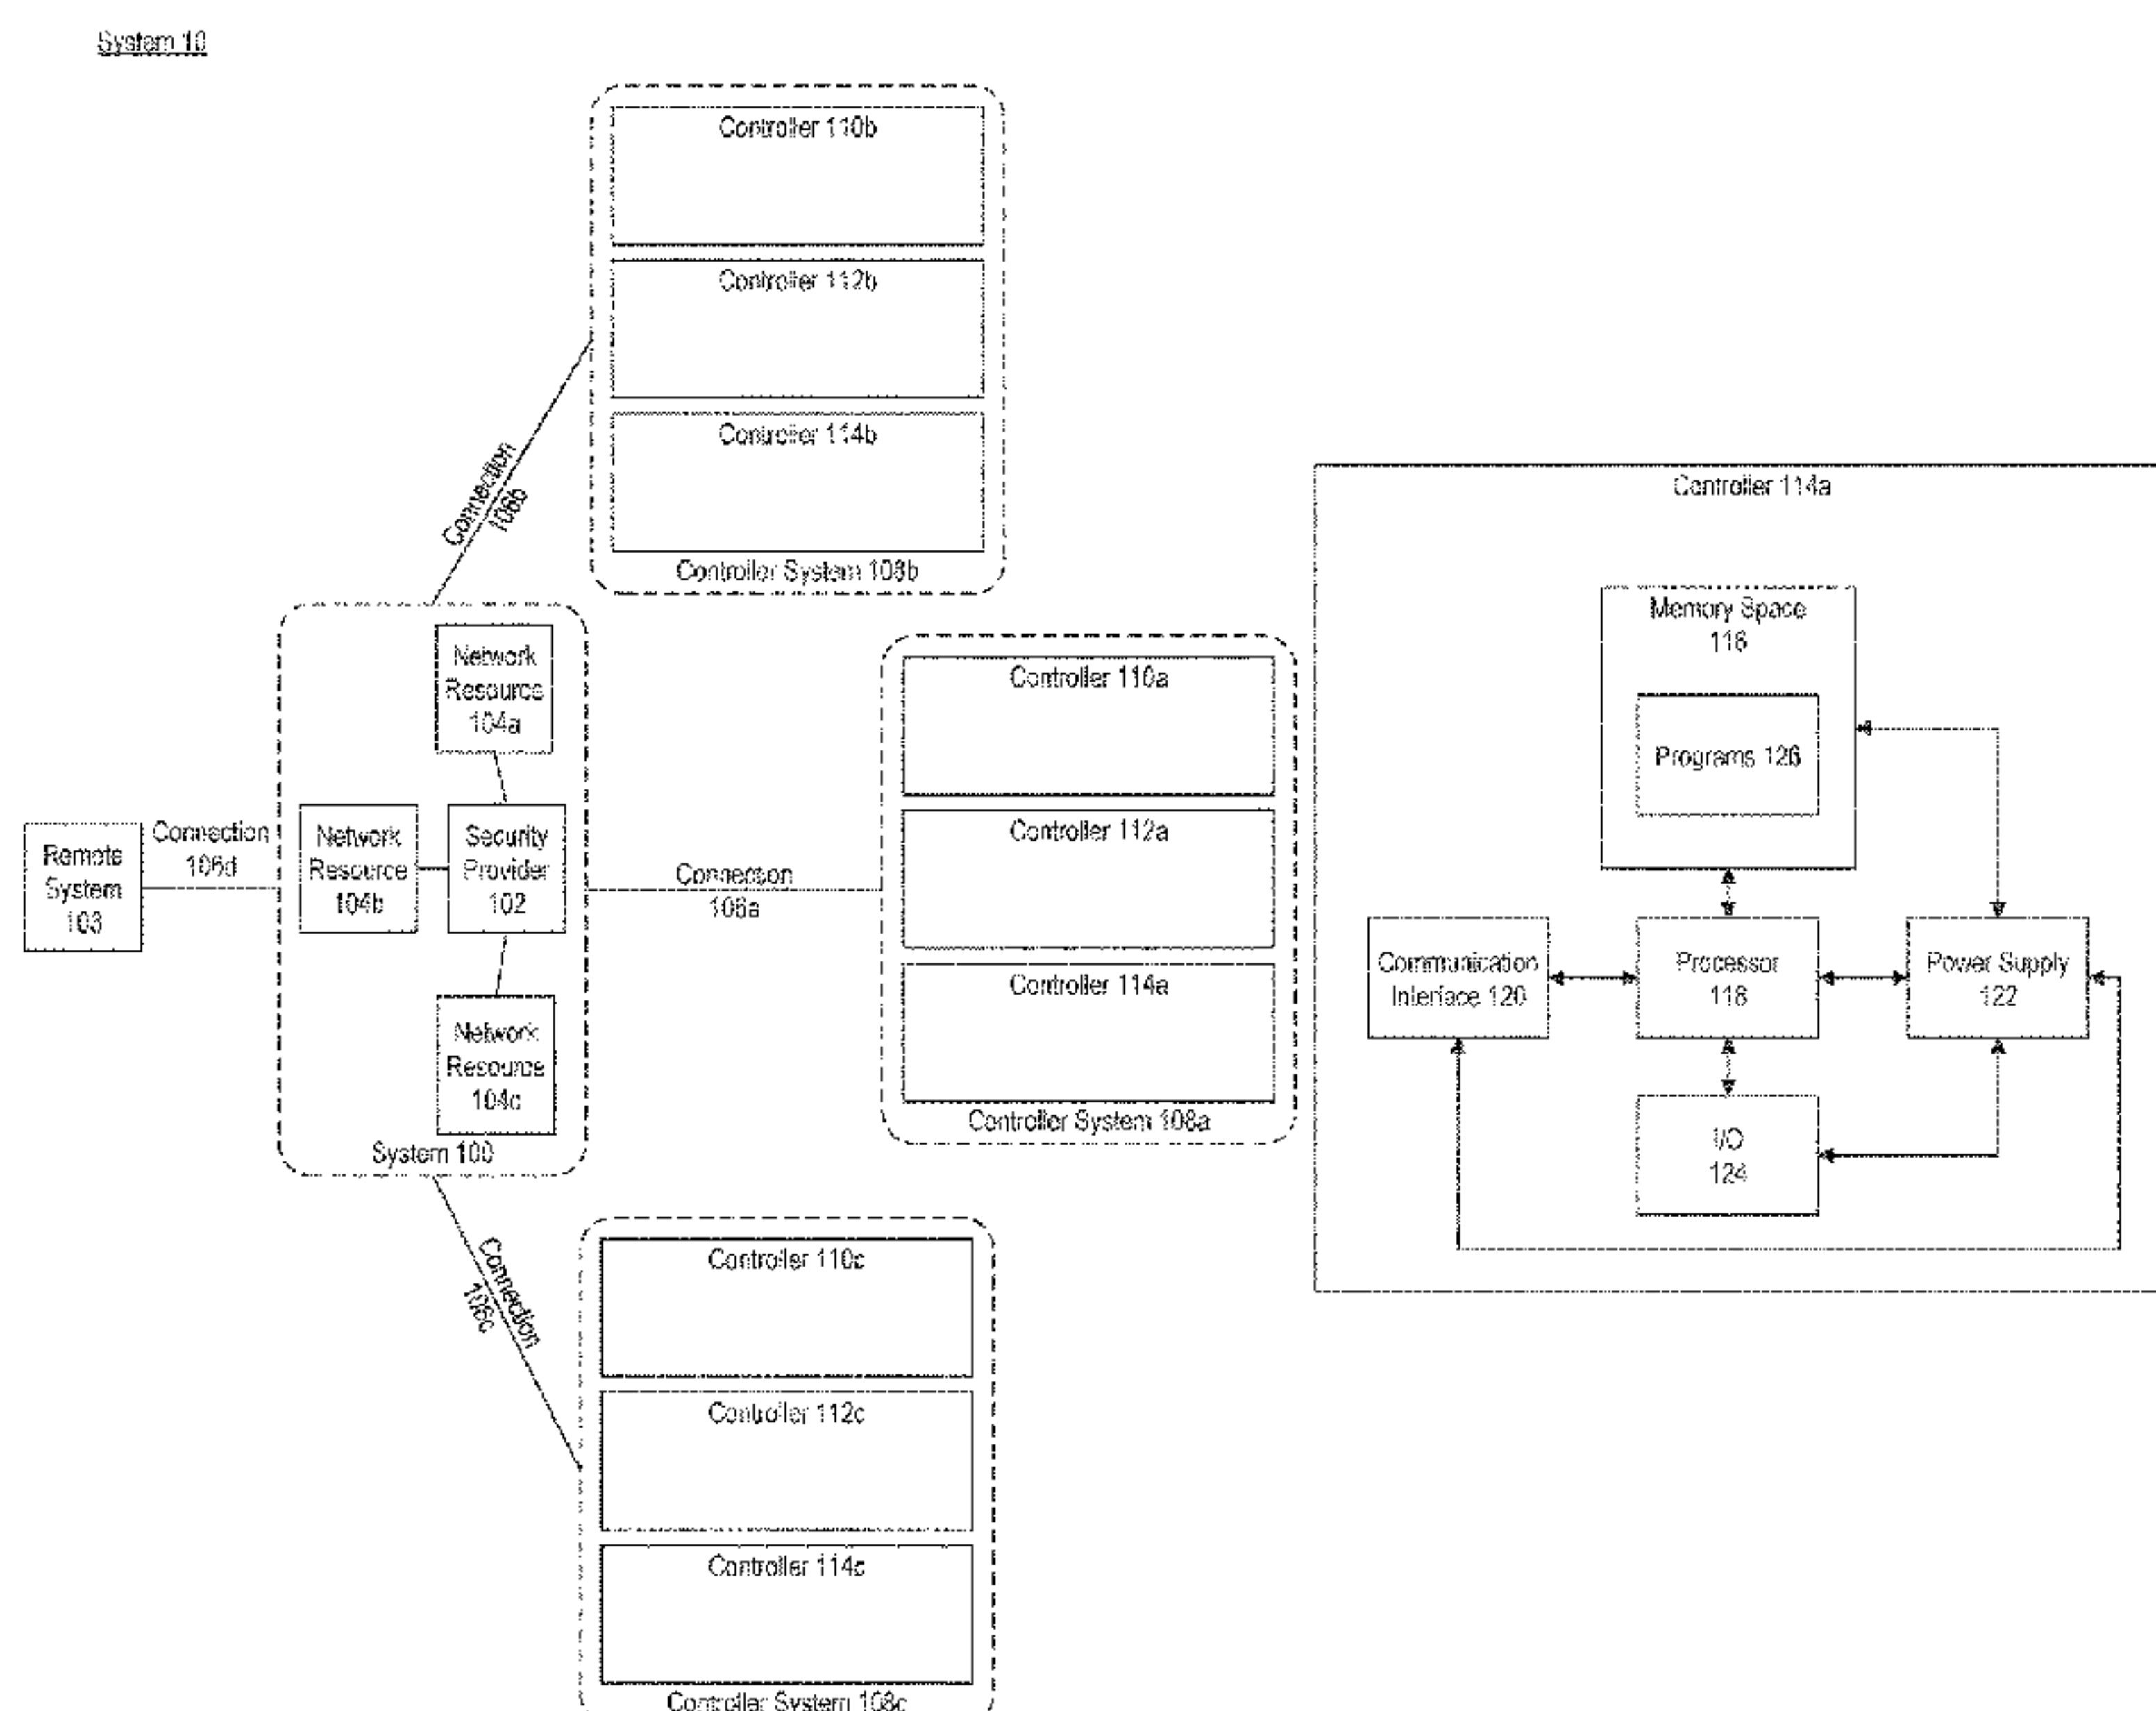 System 10
Controller 110b
Controller 112b
Controller 114b
Controller System 108b
Connection
106b
Controller 114a
Memory Space
116
Programs 126
Communication
Interface 120
Processor
118
Power Supply
122
I/O
124
Network
Resource
104a
Remote
System
103
Connection
106d
Network
Resource
104b
Security
Provider
102
Network
Resource
104c
System 100
Connection
106a
Controller 110a
Controller 112a
Controller 114a
Controller System 108a
Connection
106c
Controller 110c
Controller 112c
Controller 114c
Controller System 108c